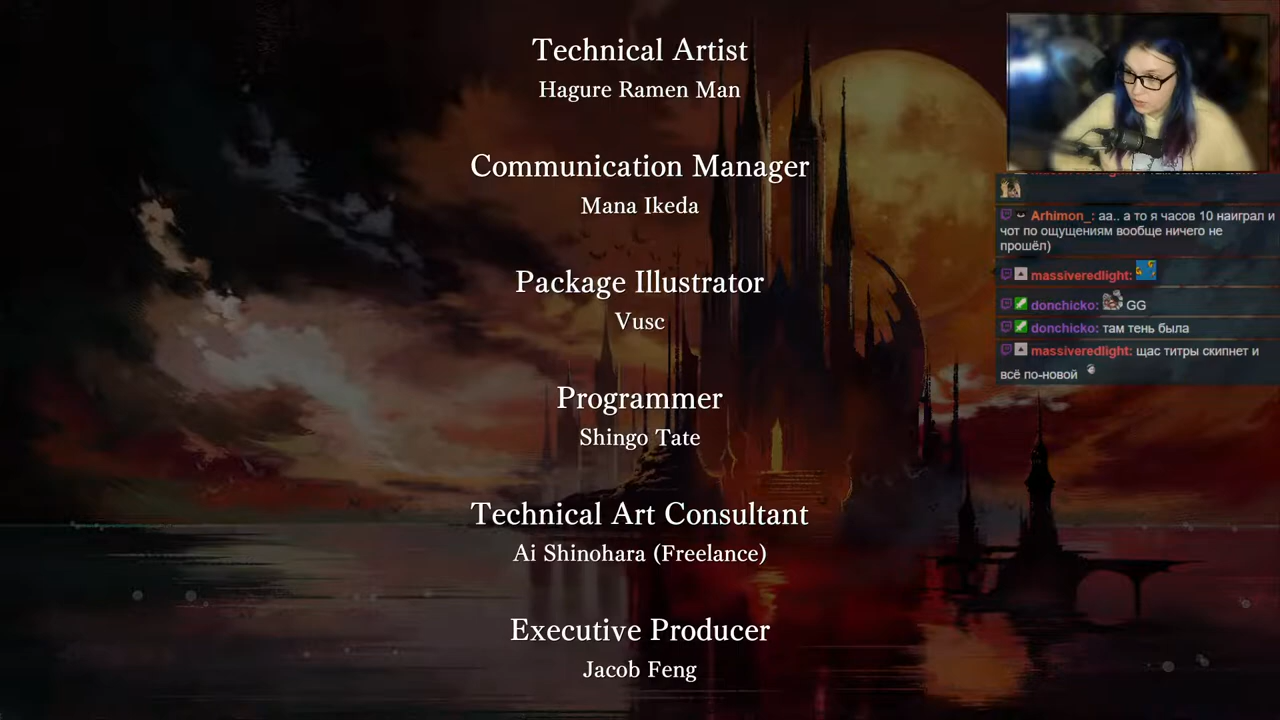 Technical Artist
Hagure Ramen Man
Communication Manager
Mana Ikeda
Package Illustrator
Vusc
Programmer
Shingo Tate
Technical Art Consultant
Ai Shinohara (Freelance)
Executive Producer
Jacob Feng
Arhimon_: аа.. а то я часов 10 наиграл и
чот по ощущениям вообще ничего не
прошёл)
massiveredlight:
donchicko: GG
donchicko: там тень была
massiveredlight: щас титры скипнет и
всё по-новой